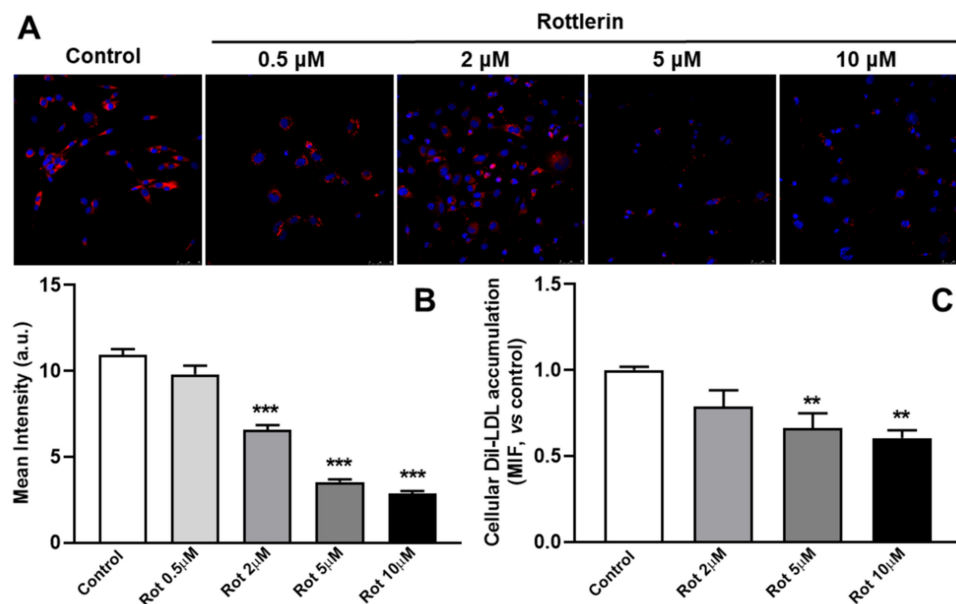 A
Rottlerin
Control
0.5 µM
2 µM
5 µM
10 µM
B
Mean Intensity (a.u.)
15
10
5
0
***
***
***
Control
Rot 0.5µM
Rot 2µM
Rot 5µM
Rot 10µM
C
Cellular Dil-LDL accumulation
(MIF, vs control)
1.5
1.0
0.5
0.0
**
**
Control
Rot 2µM
Rot 5µM
Rot 10µM